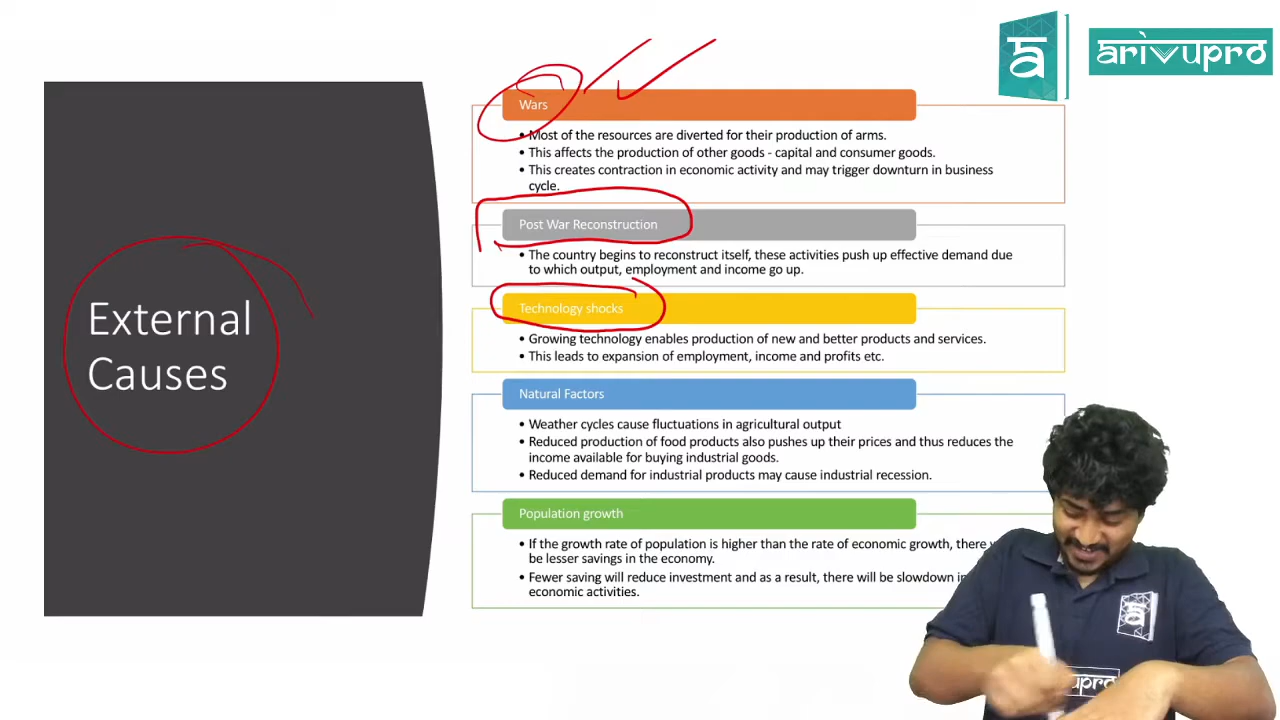 arivupro
External
Causes
Wars
• Most of the resources are diverted for their production of arms.
• This affects the production of other goods - capital and consumer goods.
• This creates contraction in economic activity and may trigger downturn in business
cycle.
Post War Reconstruction
• The country begins to reconstruct itself, these activities push up effective demand due
to which output, employment and income go up.
Technology shocks
• Growing technology enables production of new and better products and services.
• This leads to expansion of employment, income and profits etc.
Natural Factors
• Weather cycles cause fluctuations in agricultural output
• Reduced production of food products also pushes up their prices and thus reduces the
income available for buying industrial goods.
• Reduced demand for industrial products may cause industrial recession.
Population growth
• If the growth rate of population is higher than the rate of economic growth, there
be lesser savings in the economy.
• Fewer saving will reduce investment and as a result, there will be slowdown in
economic activities.